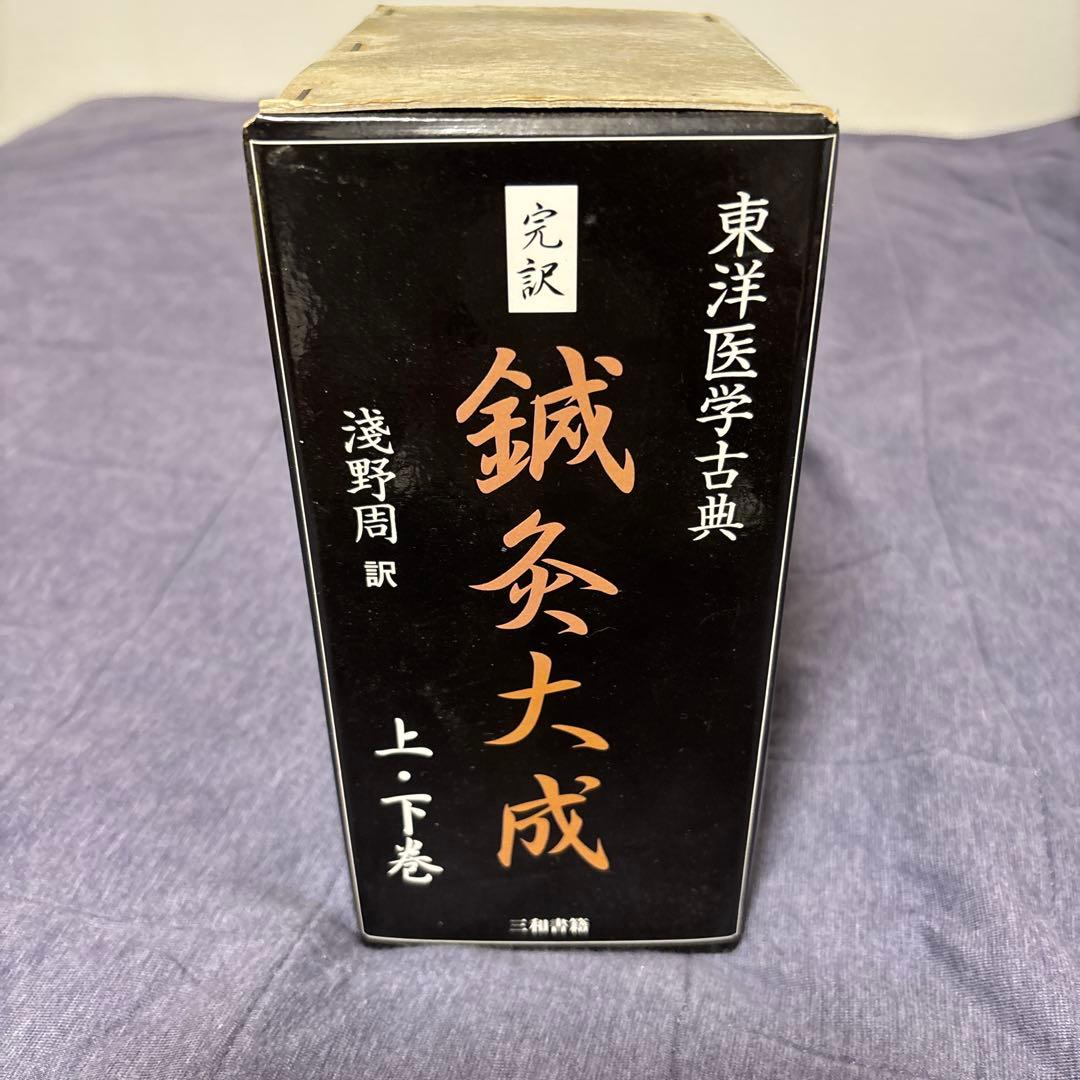 東洋医学古典
完訳
鍼灸大成
淺野周 訳
上・下巻
三和書籍